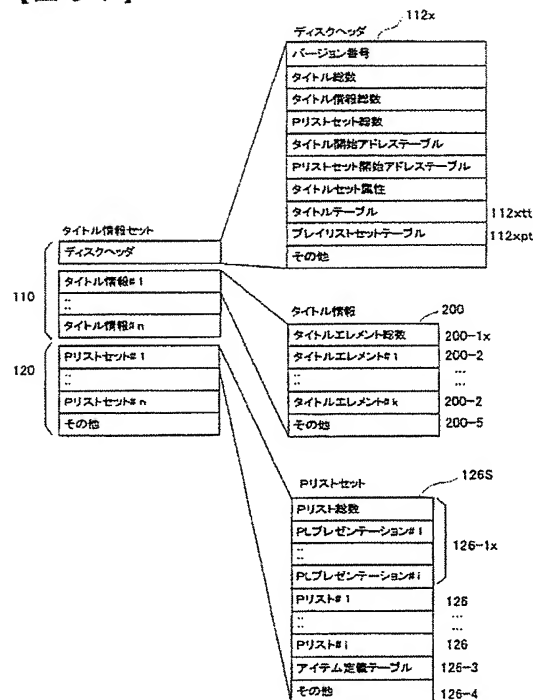 ディスクヘッダ
112x
バージョン番号
タイトル総数
タイトル情報総数
Pリストセット総数
タイトル開始アドレステーブル
Pリストセット開始アドレステーブル
タイトルセット属性
タイトルテーブル 112xtt
プレイリストセットテーブル 112xpt
その他
タイトル情報セット
ディスクヘッダ
110
タイトル情報#1
::
タイトル情報#n
120
Pリストセット#1
::
Pリストセット#n
その他
タイトル情報
200
タイトルエレメント総数 200-1x
タイトルエレメント#1 200-2
:: ...
...
タイトルエレメント#k 200-2
その他 200-5
Pリストセット
126S
Pリスト総数
PLプレゼンテーション#1
::
PLプレゼンテーション#i
126-1x
Pリスト#1 126
:: ...
...
Pリスト#i 126
アイテム定義テーブル 126-3
その他 126-4